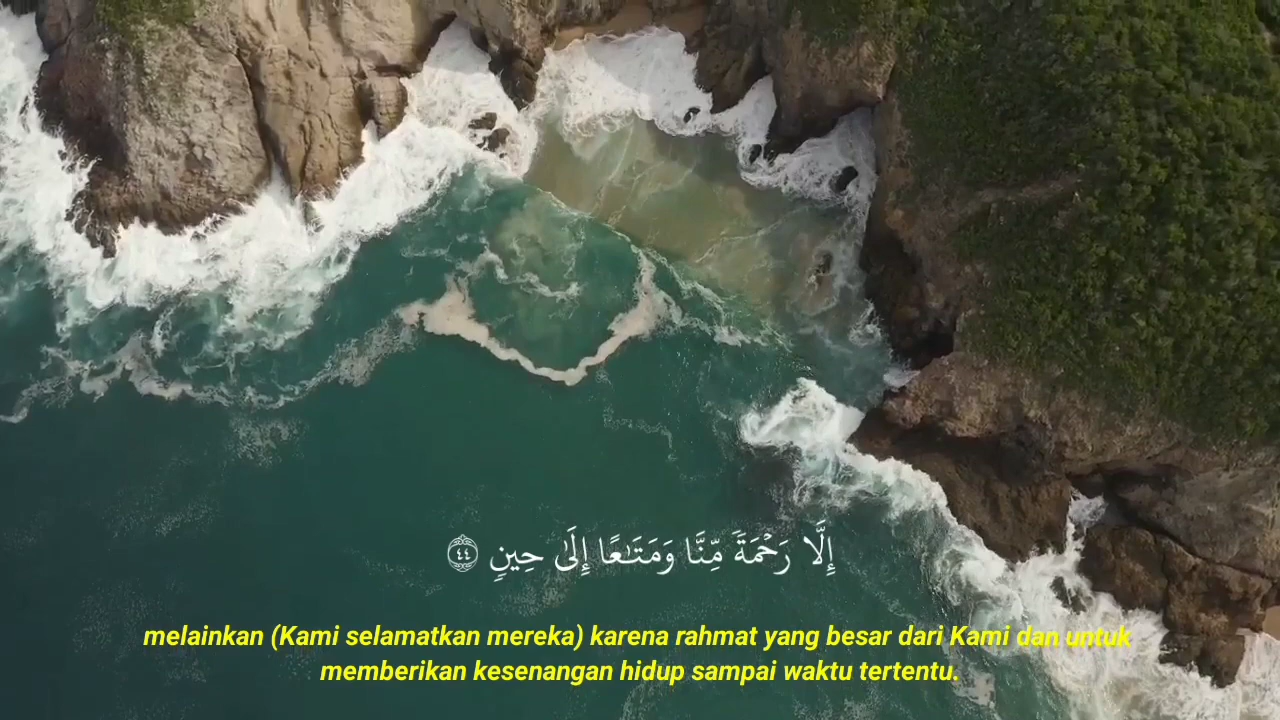 إِلَّا رَحْمَةً مِّنَّا وَمَتَـٰعًا إِلَىٰ حِينٍ ٤٤
melainkan (Kami selamatkan mereka) karena rahmat yang besar dari Kami dan untuk
memberikan kesenangan hidup sampai waktu tertentu.